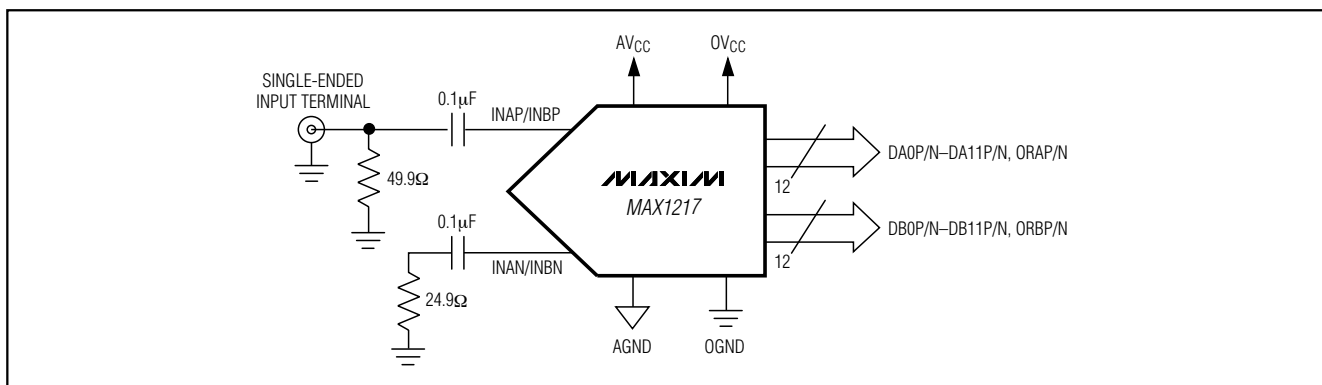 AVCC
OVCC
SINGLE-ENDED
INPUT TERMINAL
0.1µF
INAP/INBP
49.9Ω
MAXIM
MAX1217
12
DA0P/N–DA11P/N, ORAP/N
12
DB0P/N–DB11P/N, ORBP/N
0.1µF
INAN/INBN
24.9Ω
AGND
OGND